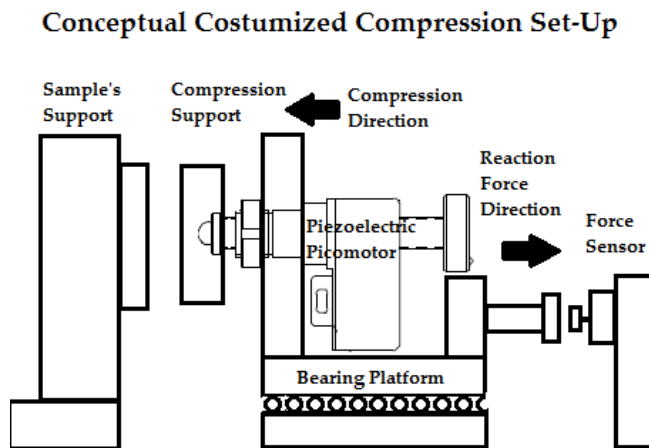 Conceptual Costumized Compression Set-Up
Sample's
Support
Compression
Support
Compression
Direction
Reaction
Force
Direction
Force
Sensor
Piezoelectric
Picomotor
Bearing Platform